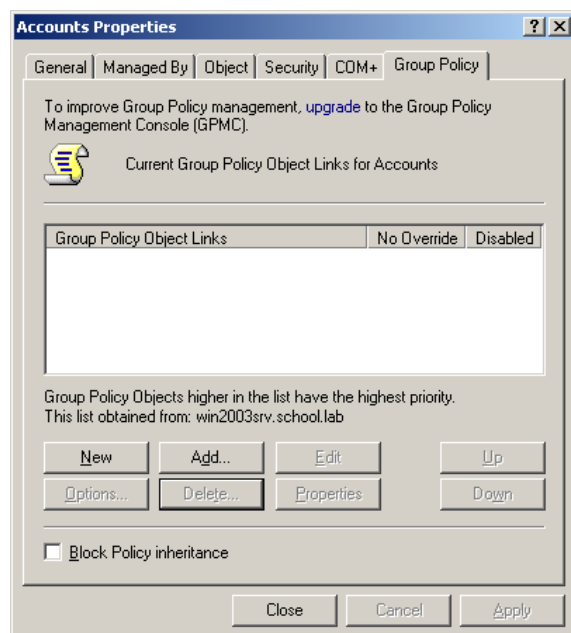 Accounts Properties
General Managed By Object Security COM+ Group Policy
To improve Group Policy management, upgrade to the Group Policy
Management Console (GPMC).
Current Group Policy Object Links for Accounts
Group Policy Object Links No Override Disabled
Group Policy Objects higher in the list have the highest priority.
This list obtained from: win2003srv.school.lab
New Add... Edit Up
Options... Delete... Properties Down
Block Policy inheritance
Close Cancel Apply